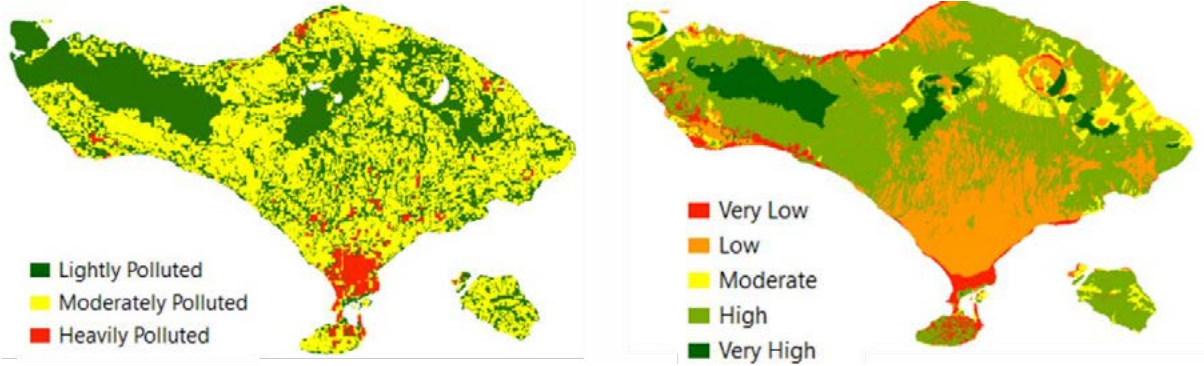 Lightly Polluted
Moderately Polluted
Heavily Polluted
Very Low
Low
Moderate
High
Very High